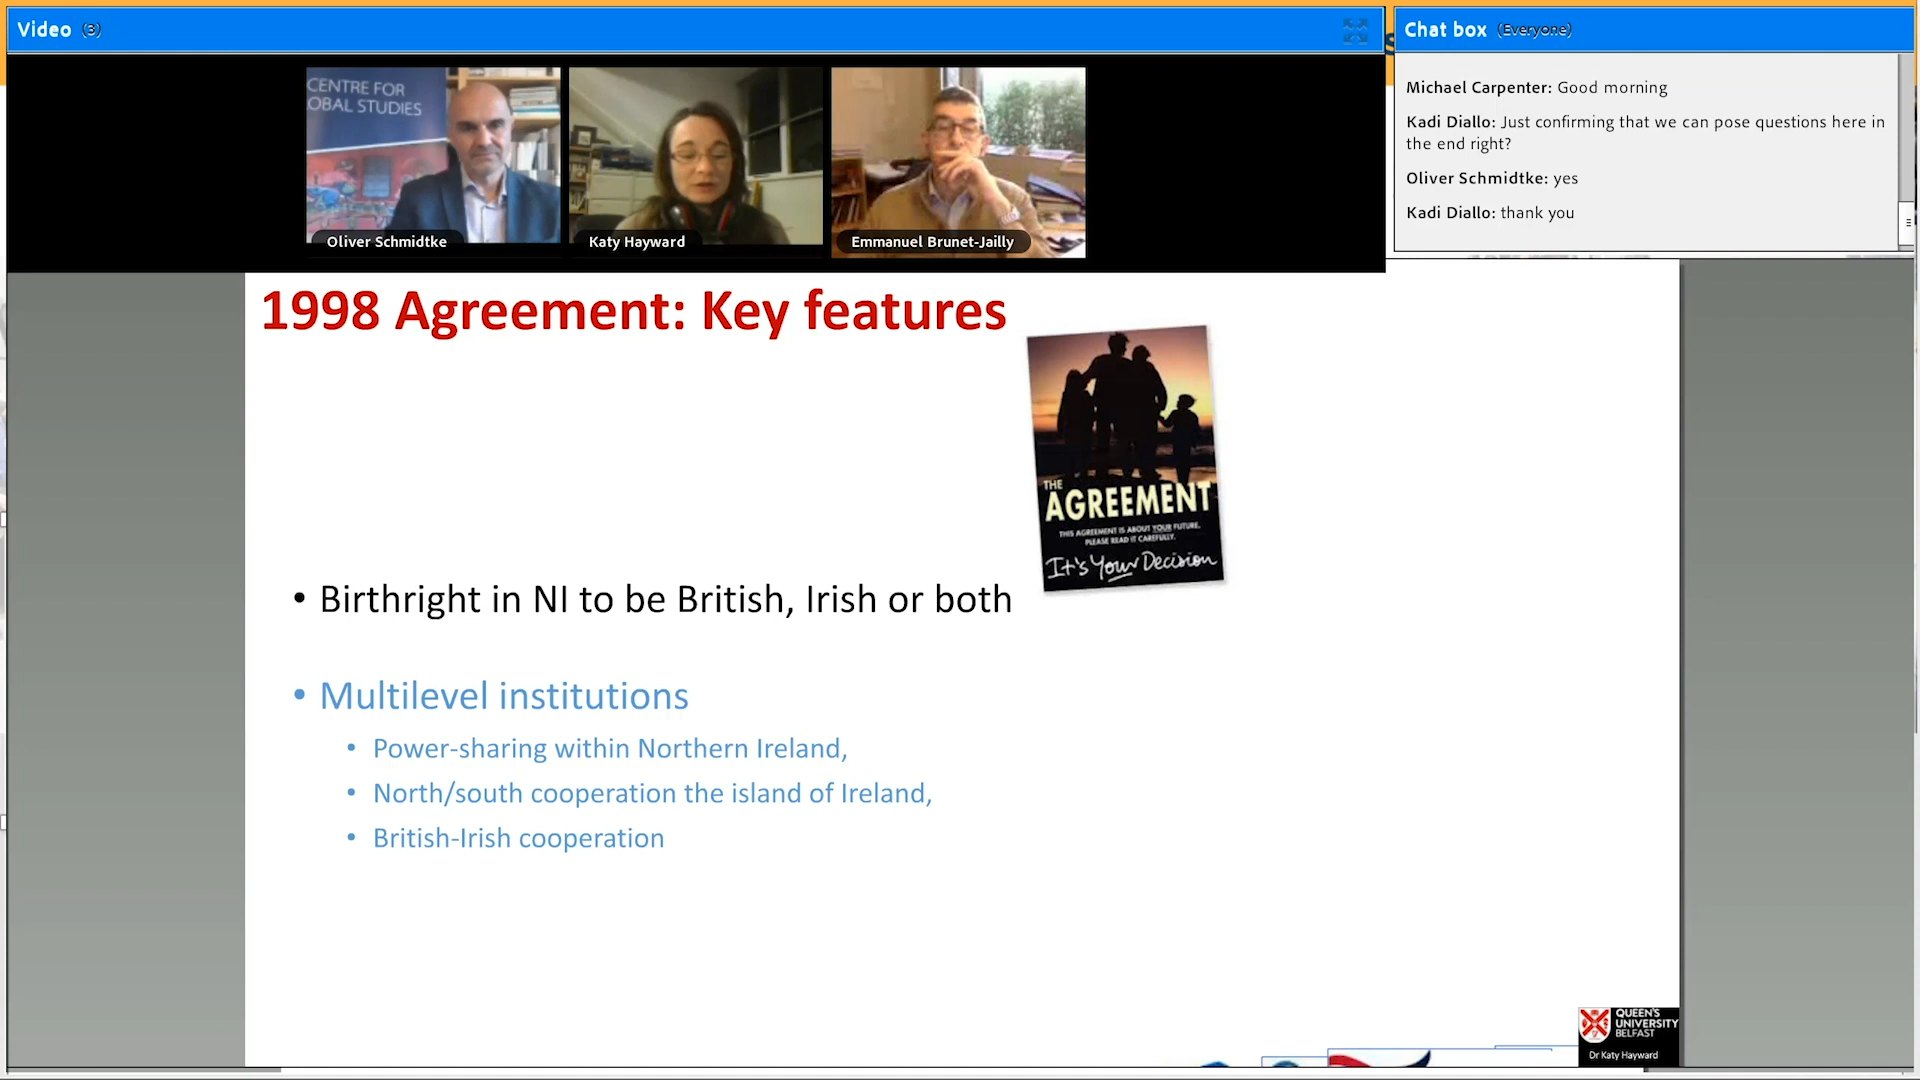 Video (3)
CENTRE FOR
OBAL STUDIES
Oliver Schmidtke
Katy Hayward
Emmanuel Brunet-Jailly
Chat box (Everyone)
Michael Carpenter: Good morning
Kadi Diallo: Just confirming that we can pose questions here in
the end right?
Oliver Schmidtke: yes
Kadi Diallo: thank you
1998 Agreement: Key features
THE
AGREEMENT
THIS AGREEMENT IS ABOUT YOUR FUTURE.
PLEASE READ IT CAREFULLY.
It's Your Decision
• Birthright in NI to be British, Irish or both
• Multilevel institutions
• Power-sharing within Northern Ireland,
• North/south cooperation the island of Ireland,
• British-Irish cooperation
QUEEN'S
UNIVERSITY
BELFAST
Dr Katy Hayward